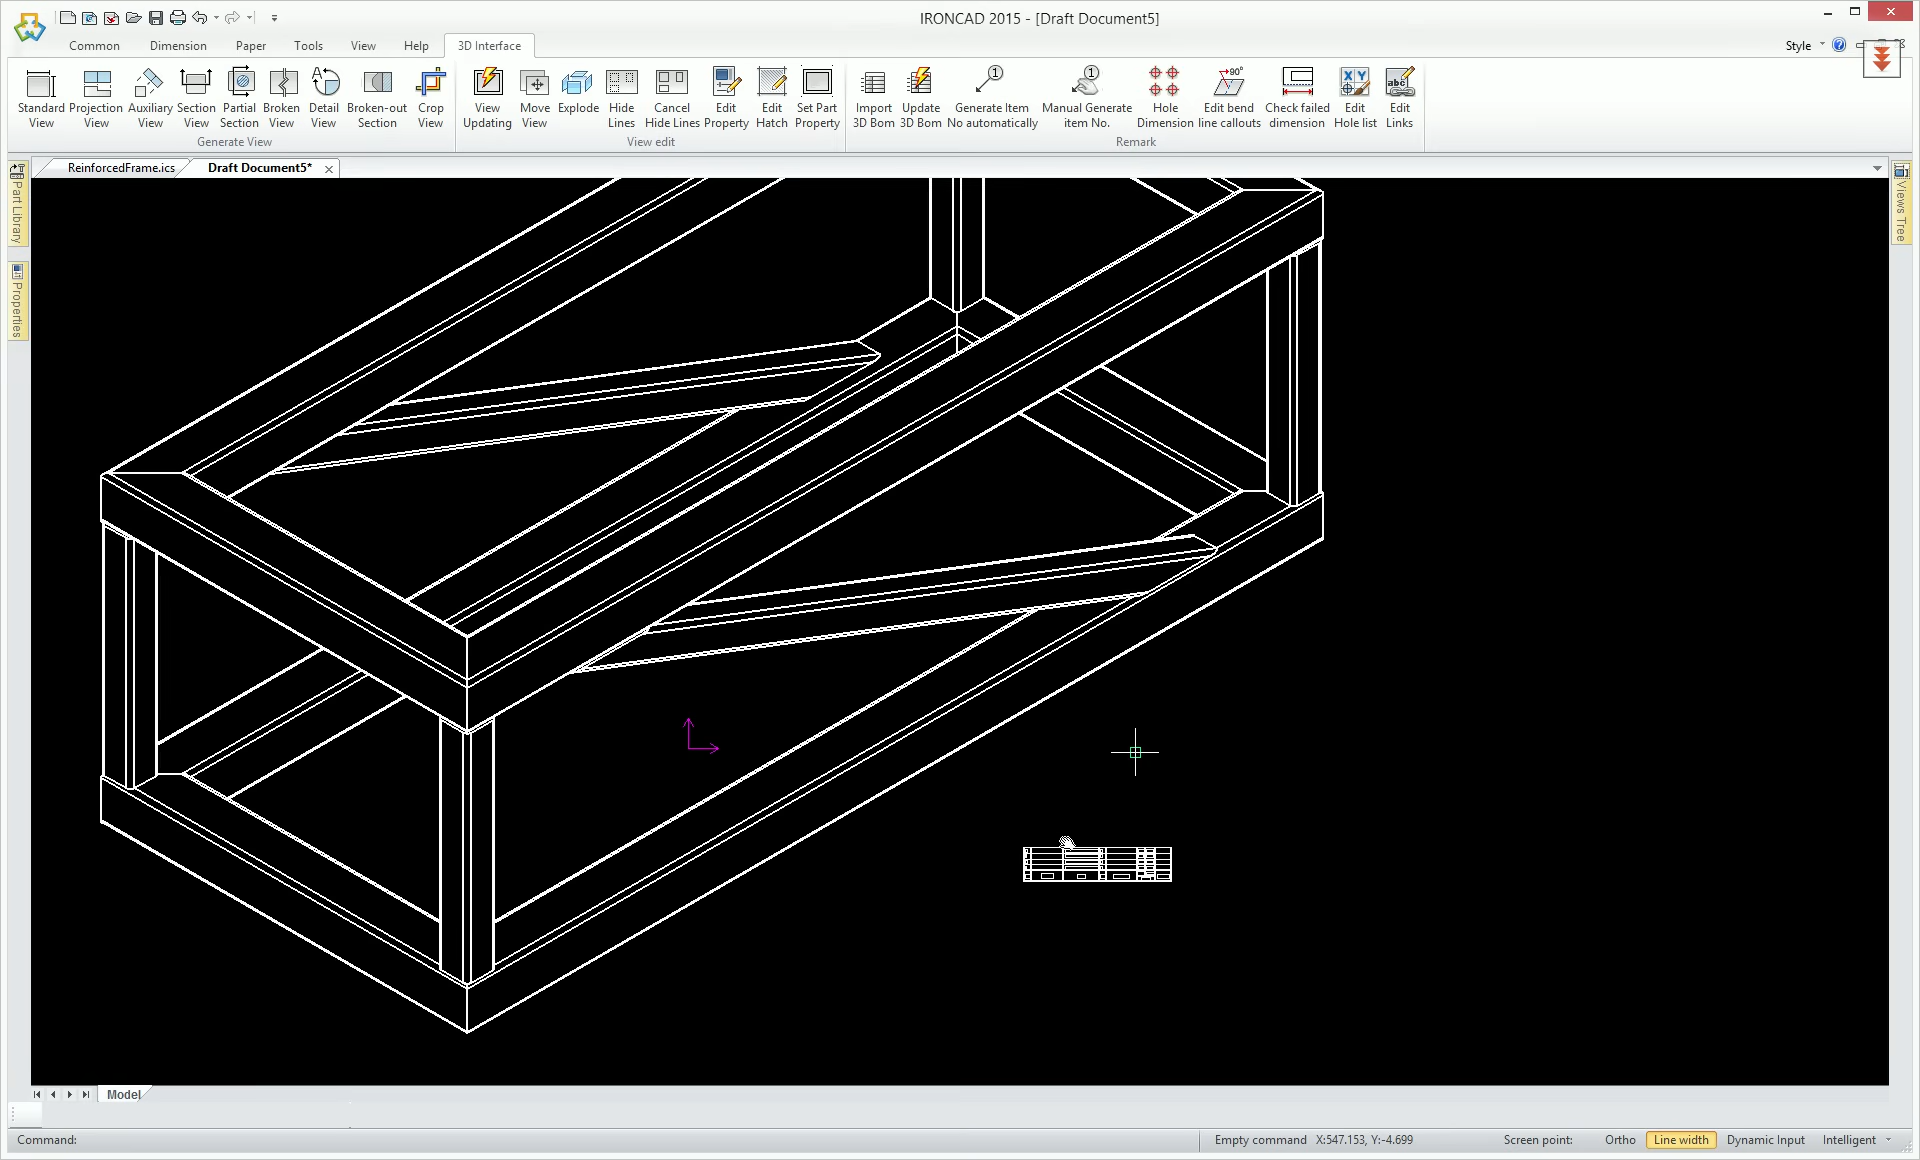 IRONCAD 2015 - [Draft Document5]
Common Dimension Paper Tools View Help 3D Interface Style
Standard View
Projection View
Auxiliary View
Section View
Partial Section
Broken View
Detail View
Broken-out Section
Crop View
View Updating
Move View
Explode
Hide Lines
Cancel Hide Lines
Edit Property
Edit Hatch
Set Part Property
Import 3D Bom
Update 3D Bom
Generate Item No automatically
Manual Generate item No.
Hole Dimension
Edit bend line callouts
Check failed dimension
Edit Hole list
Edit Links
Generate View View edit Remark
ReinforcedFrame.ics Draft Document5*
Part Library
Properties
Views Tree
Model
Command: Empty command X:547.153, Y:-4.699 Screen point: Ortho Line width Dynamic Input Intelligent